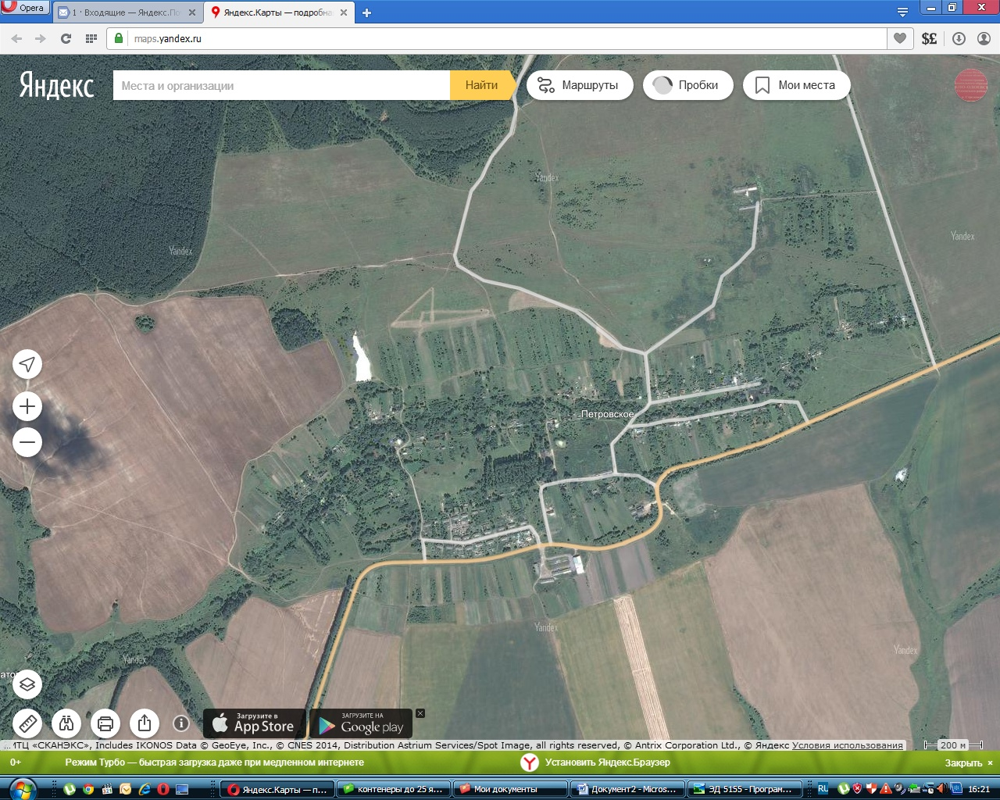 Opera
1 · Входящие — Яндекс.По
Яндекс.Карты — подробна
maps.yandex.ru
$£
Яндекс
Места и организации
Найти
Маршруты
Пробки
Мои места
Yandex
Yandex
Yandex
Петровское
Yandex
Yandex
Yandex
ато
Загрузите в
App Store
ЗАГРУЗИТЕ НА
Google play
...ИТЦ «СКАНЭКС», Includes IKONOS Data © GeoEye, Inc., © CNES 2014, Distribution Astrium Services/Spot Image, all rights reserved, © Antrix Corporation Ltd., © Яндекс Условия использования
200 м
0+
Режим Турбо — быстрая загрузка даже при медленном интернете
Установить Яндекс.Браузер
Закрыть ×
Яндекс.Карты — п...
контенеры до 25 я...
Мои документы
Документ2 - Micros...
ЭД 5155 - Програм...
RU
16:21